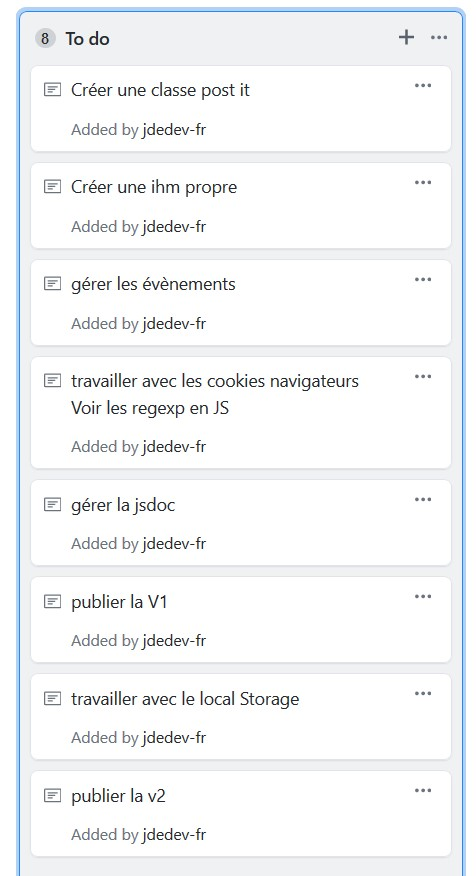 8 To do
Créer une classe post it
Added by jdedev-fr
Créer une ihm propre
Added by jdedev-fr
gérer les évènements
Added by jdedev-fr
travailler avec les cookies navigateurs
Voir les regexp en JS
Added by jdedev-fr
gérer la jsdoc
Added by jdedev-fr
publier la V1
Added by jdedev-fr
travailler avec le local Storage
Added by jdedev-fr
publier la v2
Added by jdedev-fr